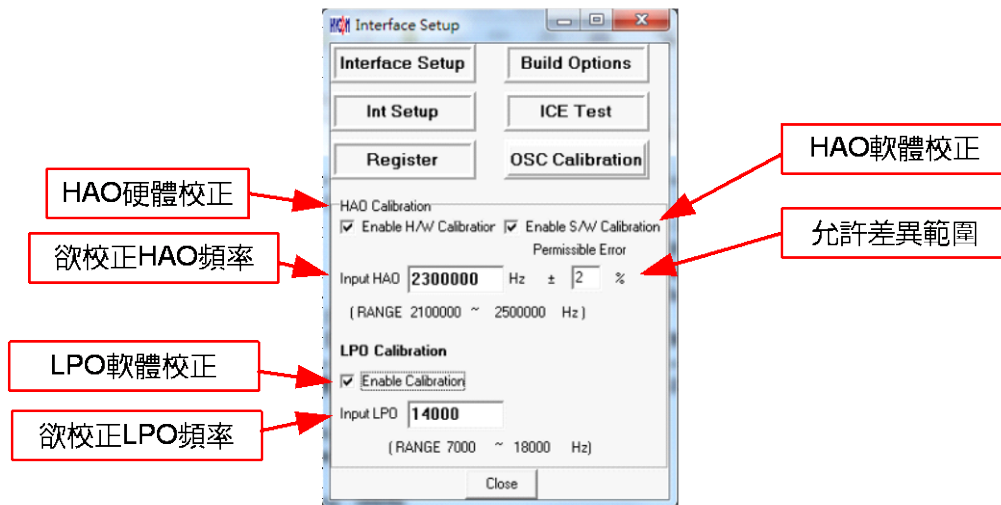 HYCON Interface Setup
Interface Setup
Build Options
Int Setup
ICE Test
Register
OSC Calibration
HAO軟體校正
HAO硬體校正
HAO Calibration
Enable H/W Calibration
Enable S/W Calibration
Permissible Error
允許差異範圍
欲校正HAO頻率
Input HAO 2300000 Hz ± 2 %
( RANGE 2100000 ~ 2500000 Hz )
LPO Calibration
LPO軟體校正
Enable Calibration
欲校正LPO頻率
Input LPO 14000
( RANGE 7000 ~ 18000 Hz)
Close